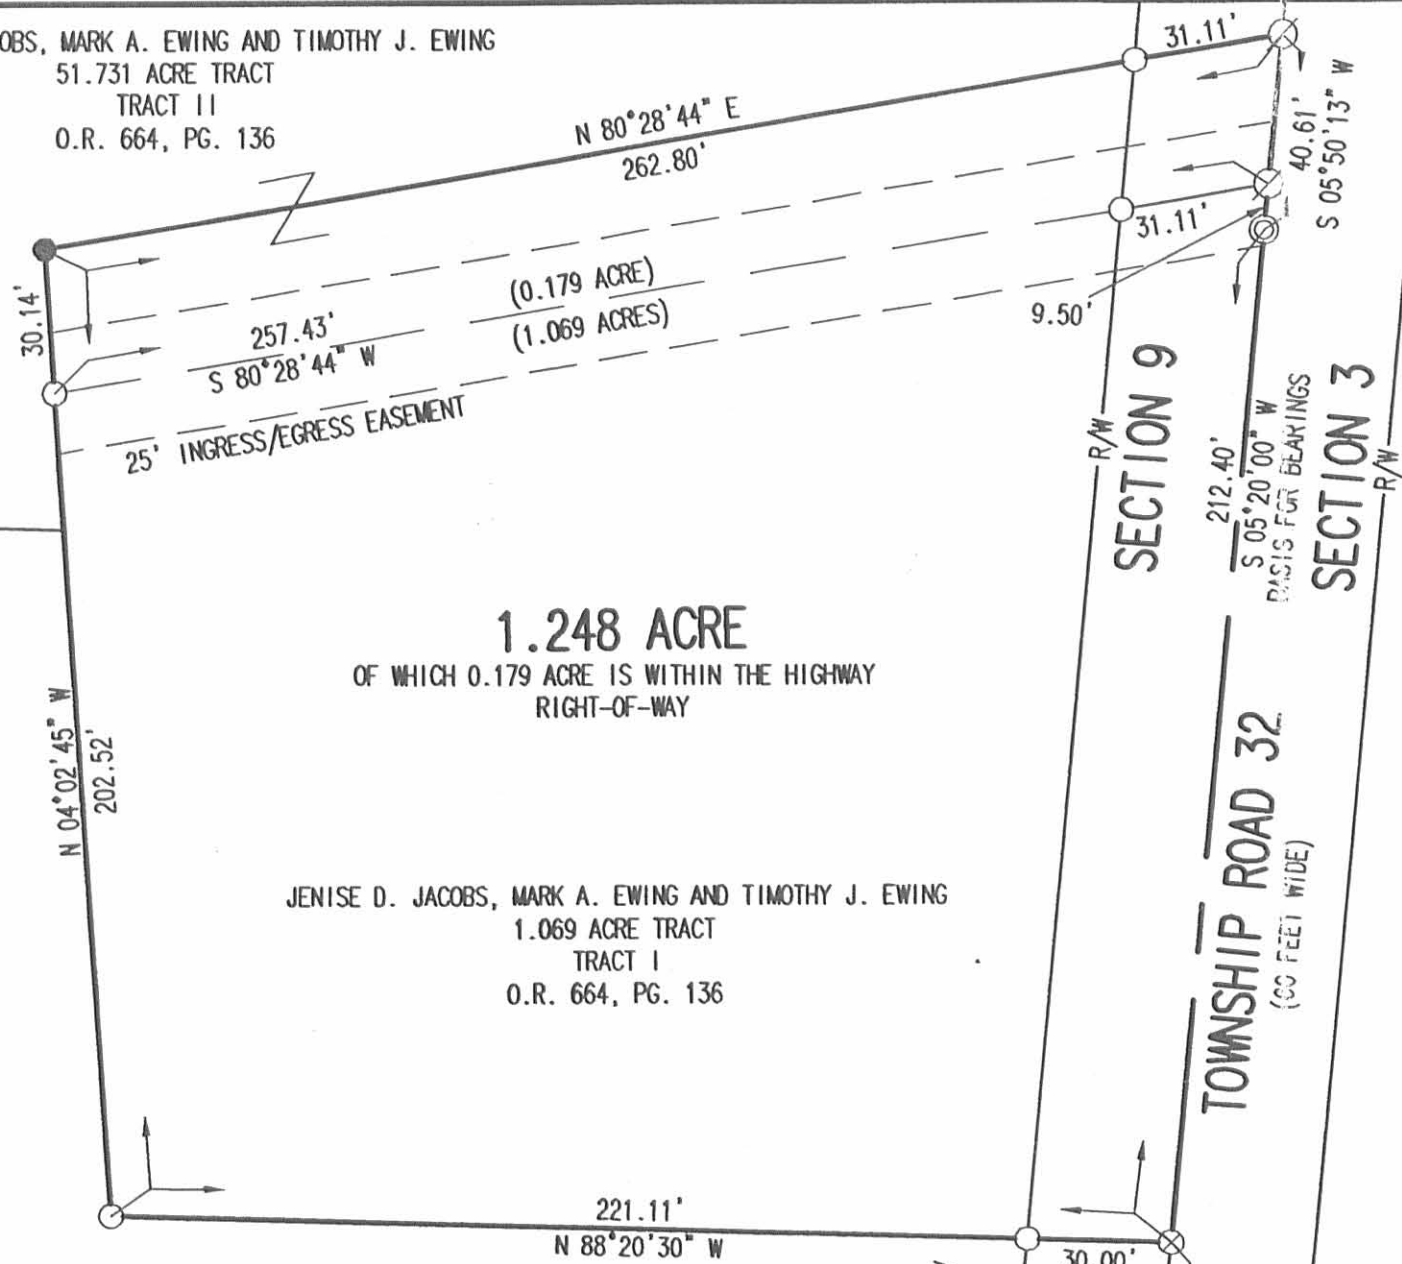 OBS, MARK A. EWING AND TIMOTHY J. EWING
51.731 ACRE TRACT
TRACT II
O.R. 664, PG. 136
N 80°28'44" E
262.80'
31.11'
40.61'
S 05°50'13" W
31.11'
9.50'
30.14'
(0.179 ACRE)
(1.069 ACRES)
257.43'
S 80°28'44" W
25' INGRESS/EGRESS EASEMENT
R/W
SECTION 9
212.40'
S 05°20'00" W
BASIS FOR BEARINGS
SECTION 3
R/W
1.248 ACRE
OF WHICH 0.179 ACRE IS WITHIN THE HIGHWAY
RIGHT-OF-WAY
N 04°02'45" W
202.52'
JENISE D. JACOBS, MARK A. EWING AND TIMOTHY J. EWING
1.069 ACRE TRACT
TRACT I
O.R. 664, PG. 136
TOWNSHIP ROAD 32
FEET WIDE)
221.11'
N 88°20'30" W
30.00'